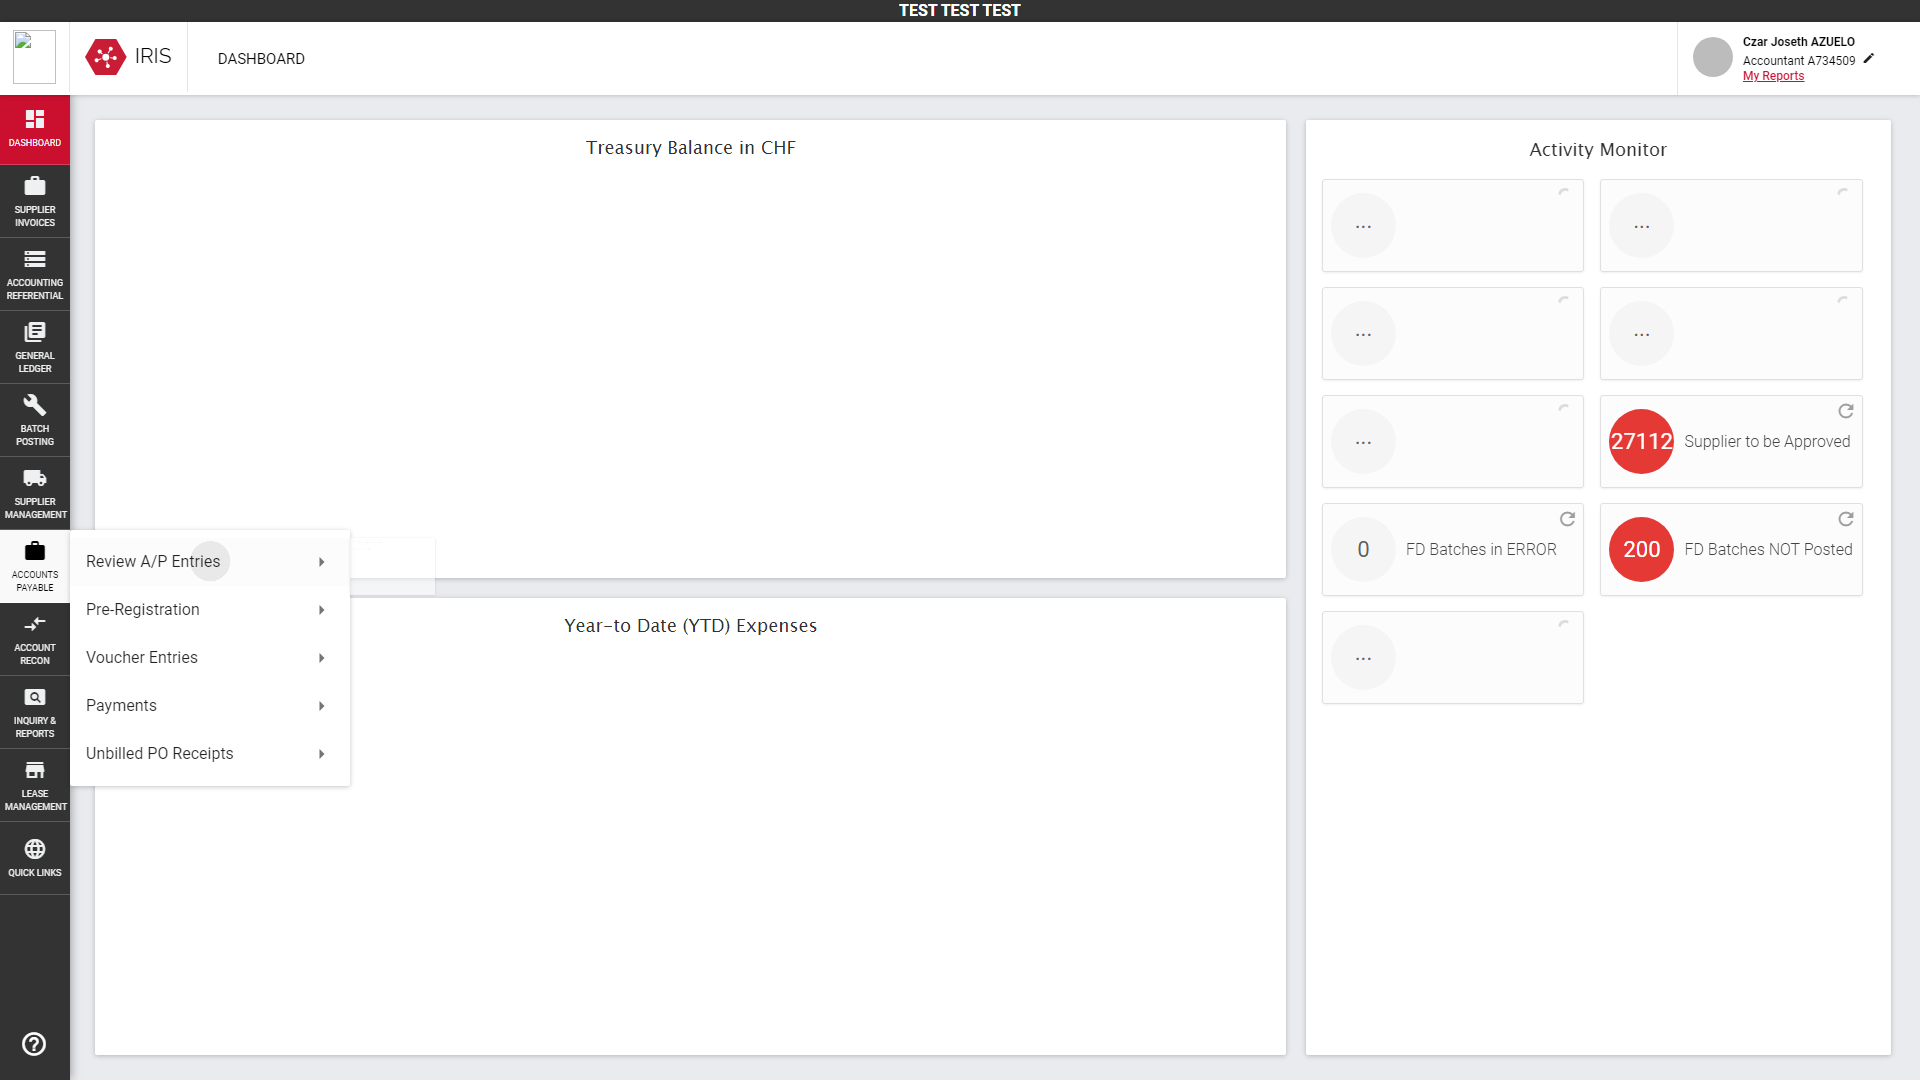 TEST TEST TEST
IRIS
DASHBOARD
Czar Joseth AZUELO
Accountant A734509
My Reports
DASHBOARD
SUPPLIER
INVOICES
ACCOUNTING
REFERENTIAL
GENERAL
LEDGER
BATCH
POSTING
SUPPLIER
MANAGEMENT
ACCOUNTS
PAYABLE
ACCOUNT
RECON
INQUIRY &
REPORTS
LEASE
MANAGEMENT
QUICK LINKS
Review A/P Entries
Pre-Registration
Voucher Entries
Payments
Unbilled PO Receipts
Treasury Balance in CHF
Year-to Date (YTD) Expenses
Activity Monitor
...
...
...
...
...
27112 Supplier to be Approved
0 FD Batches in ERROR
200 FD Batches NOT Posted
...